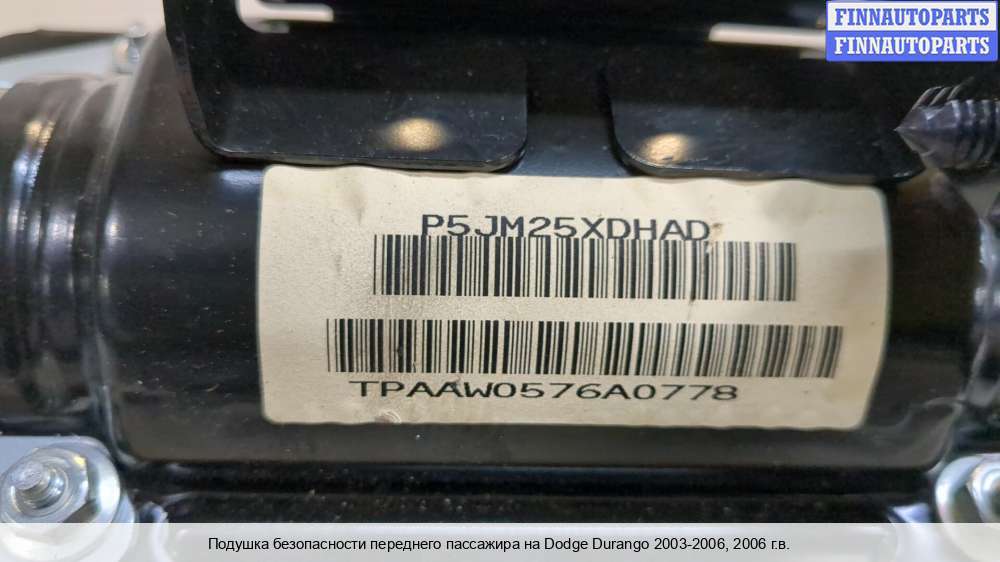 FINNAUTOPARTS
FINNAUTOPARTS
P5JM25XDHAD
TPAAW0576A0778
Подушка безопасности переднего пассажира на Dodge Durango 2003-2006, 2006 г.в.